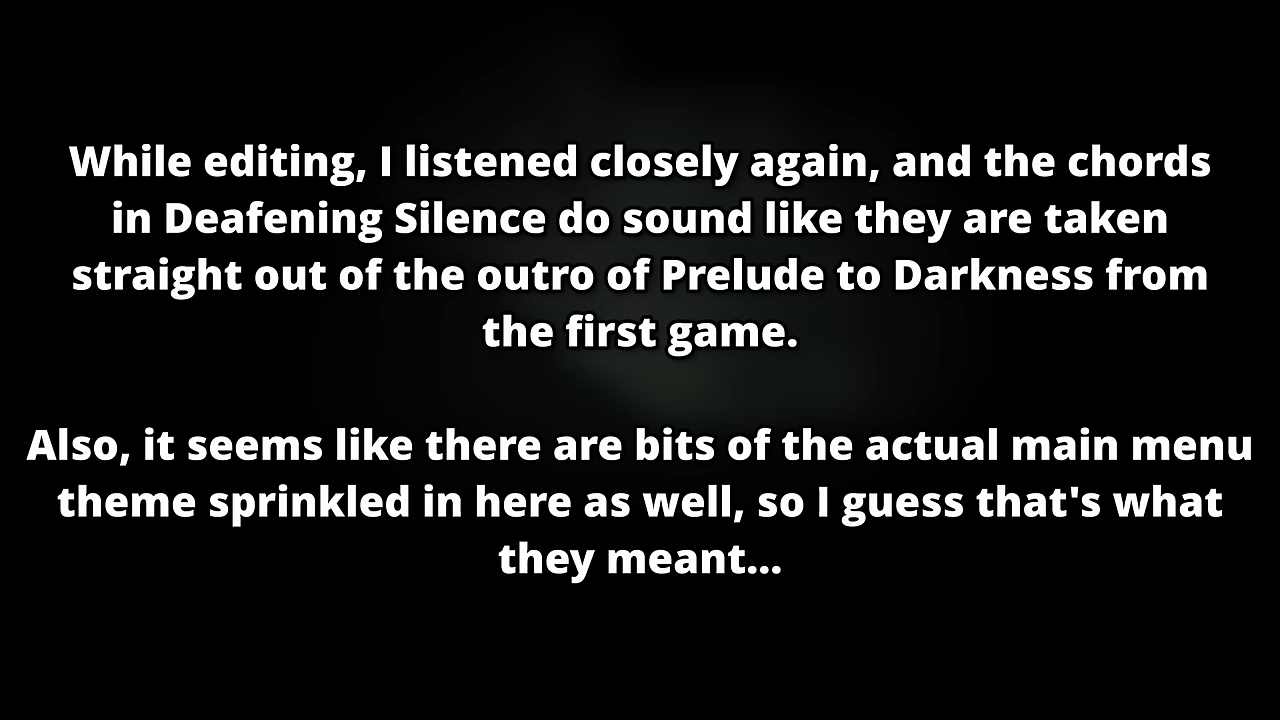 While editing, I listened closely again, and the chords
in Deafening Silence do sound like they are taken
straight out of the outro of Prelude to Darkness from
the first game.
Also, it seems like there are bits of the actual main menu
theme sprinkled in here as well, so I guess that's what
they meant...